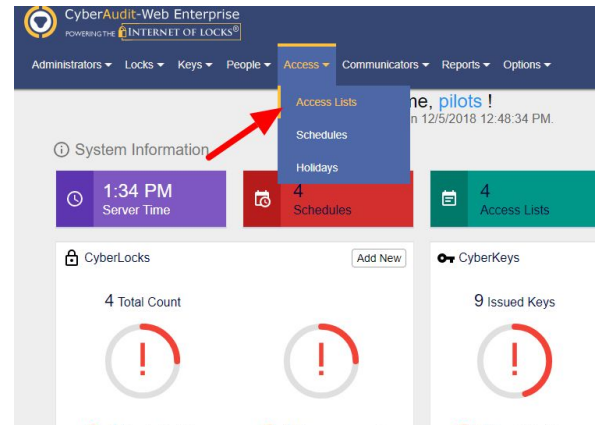 CyberAudit-Web Enterprise
POWERING THE INTERNET OF LOCKS®
Administrators Locks Keys People Access Communicators Reports Options
Access Lists
Schedules
Holidays
me, pilots !
n 12/5/2018 12:48:34 PM.
System Information
1:34 PM
Server Time
4
Schedules
4
Access Lists
CyberLocks
Add New
CyberKeys
4 Total Count
9 Issued Keys